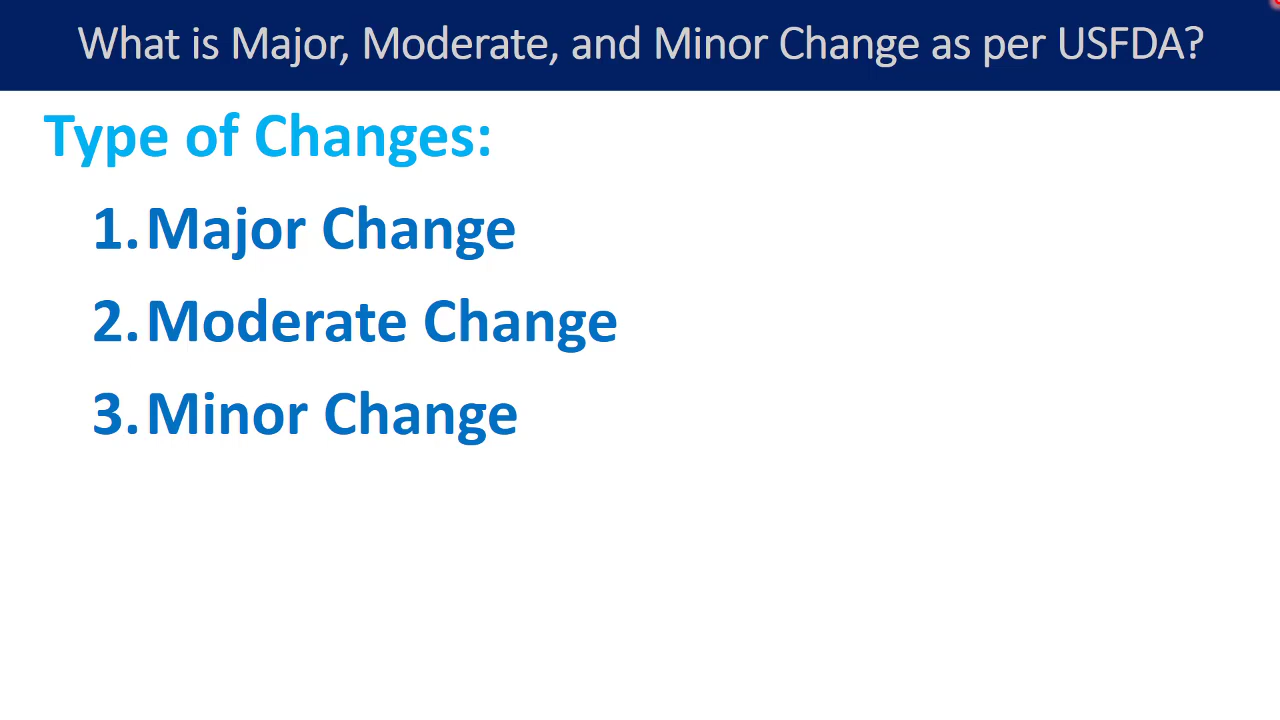 What is Major, Moderate, and Minor Change as per USFDA?
Type of Changes:
1. Major Change
2. Moderate Change
3. Minor Change